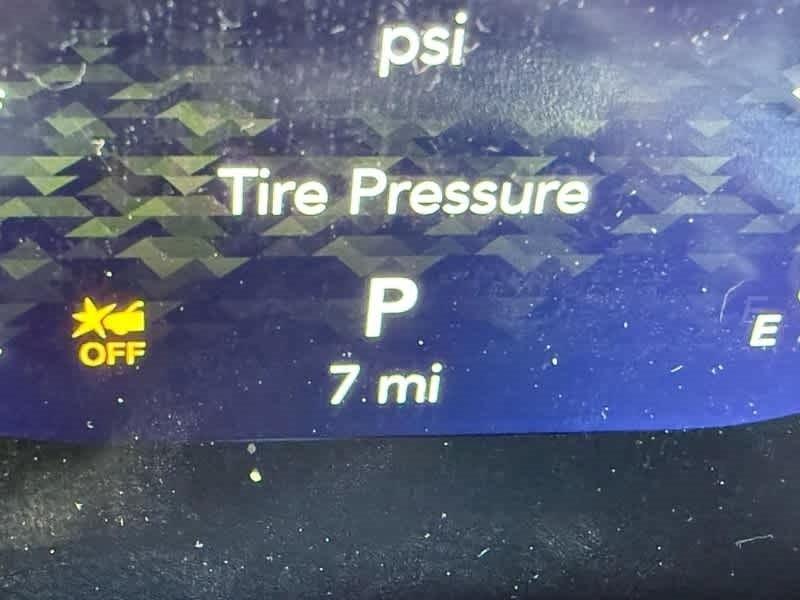 psi
Tire Pressure
P
OFF
E
7 mi